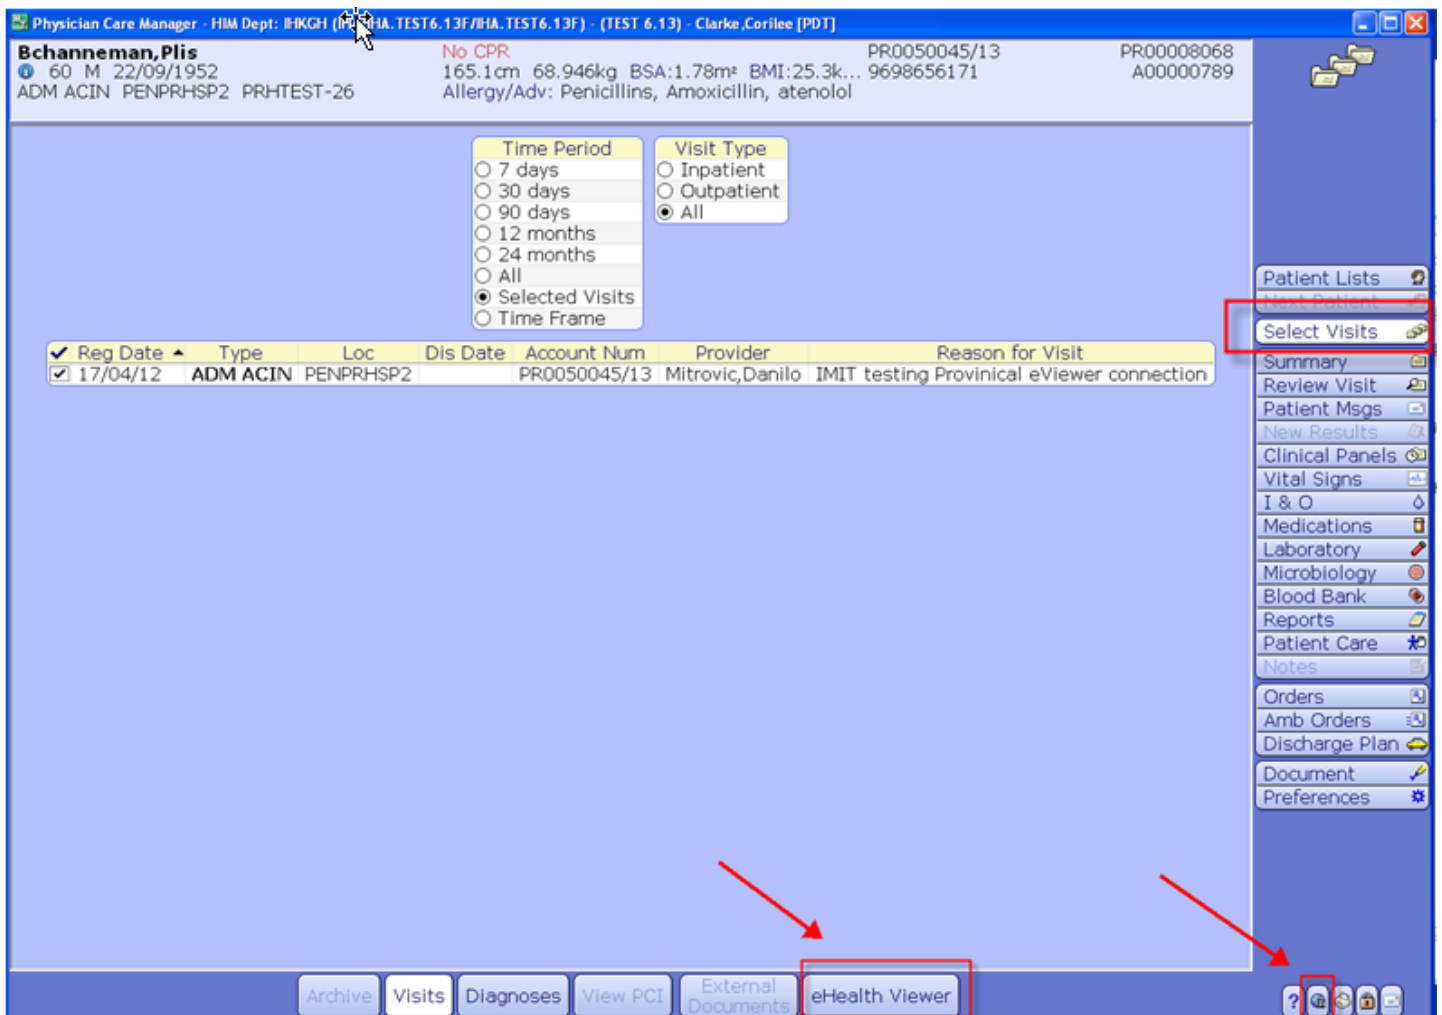 Physician Care Manager - HIM Dept: IHKGH (IHA.TEST6.13F/IHA.TEST6.13F) - (TEST 6.13) - Clarke,Corilee [PDT]
Bchanneman,Plis No CPR PR0050045/13 PR00008068
60 M 22/09/1952 165.1cm 68.946kg BSA:1.78m² BMI:25.3k... 9698656171 A00000789
ADM ACIN PENPRHSP2 PRHTEST-26 Allergy/Adv: Penicillins, Amoxicillin, atenolol
Time Period
7 days
30 days
90 days
12 months
24 months
All
Selected Visits
Time Frame
Visit Type
Inpatient
Outpatient
All
Reg Date Type Loc Dis Date Account Num Provider Reason for Visit
17/04/12 ADM ACIN PENPRHSP2 PR0050045/13 Mitrovic,Danilo IMIT testing Provinical eViewer connection
Patient Lists
Next Patient
Select Visits
Summary
Review Visit
Patient Msgs
New Results
Clinical Panels
Vital Signs
I & O
Medications
Laboratory
Microbiology
Blood Bank
Reports
Patient Care
Notes
Orders
Amb Orders
Discharge Plan
Document
Preferences
Archive
Visits
Diagnoses
View PCI
External
Documents
eHealth Viewer
?